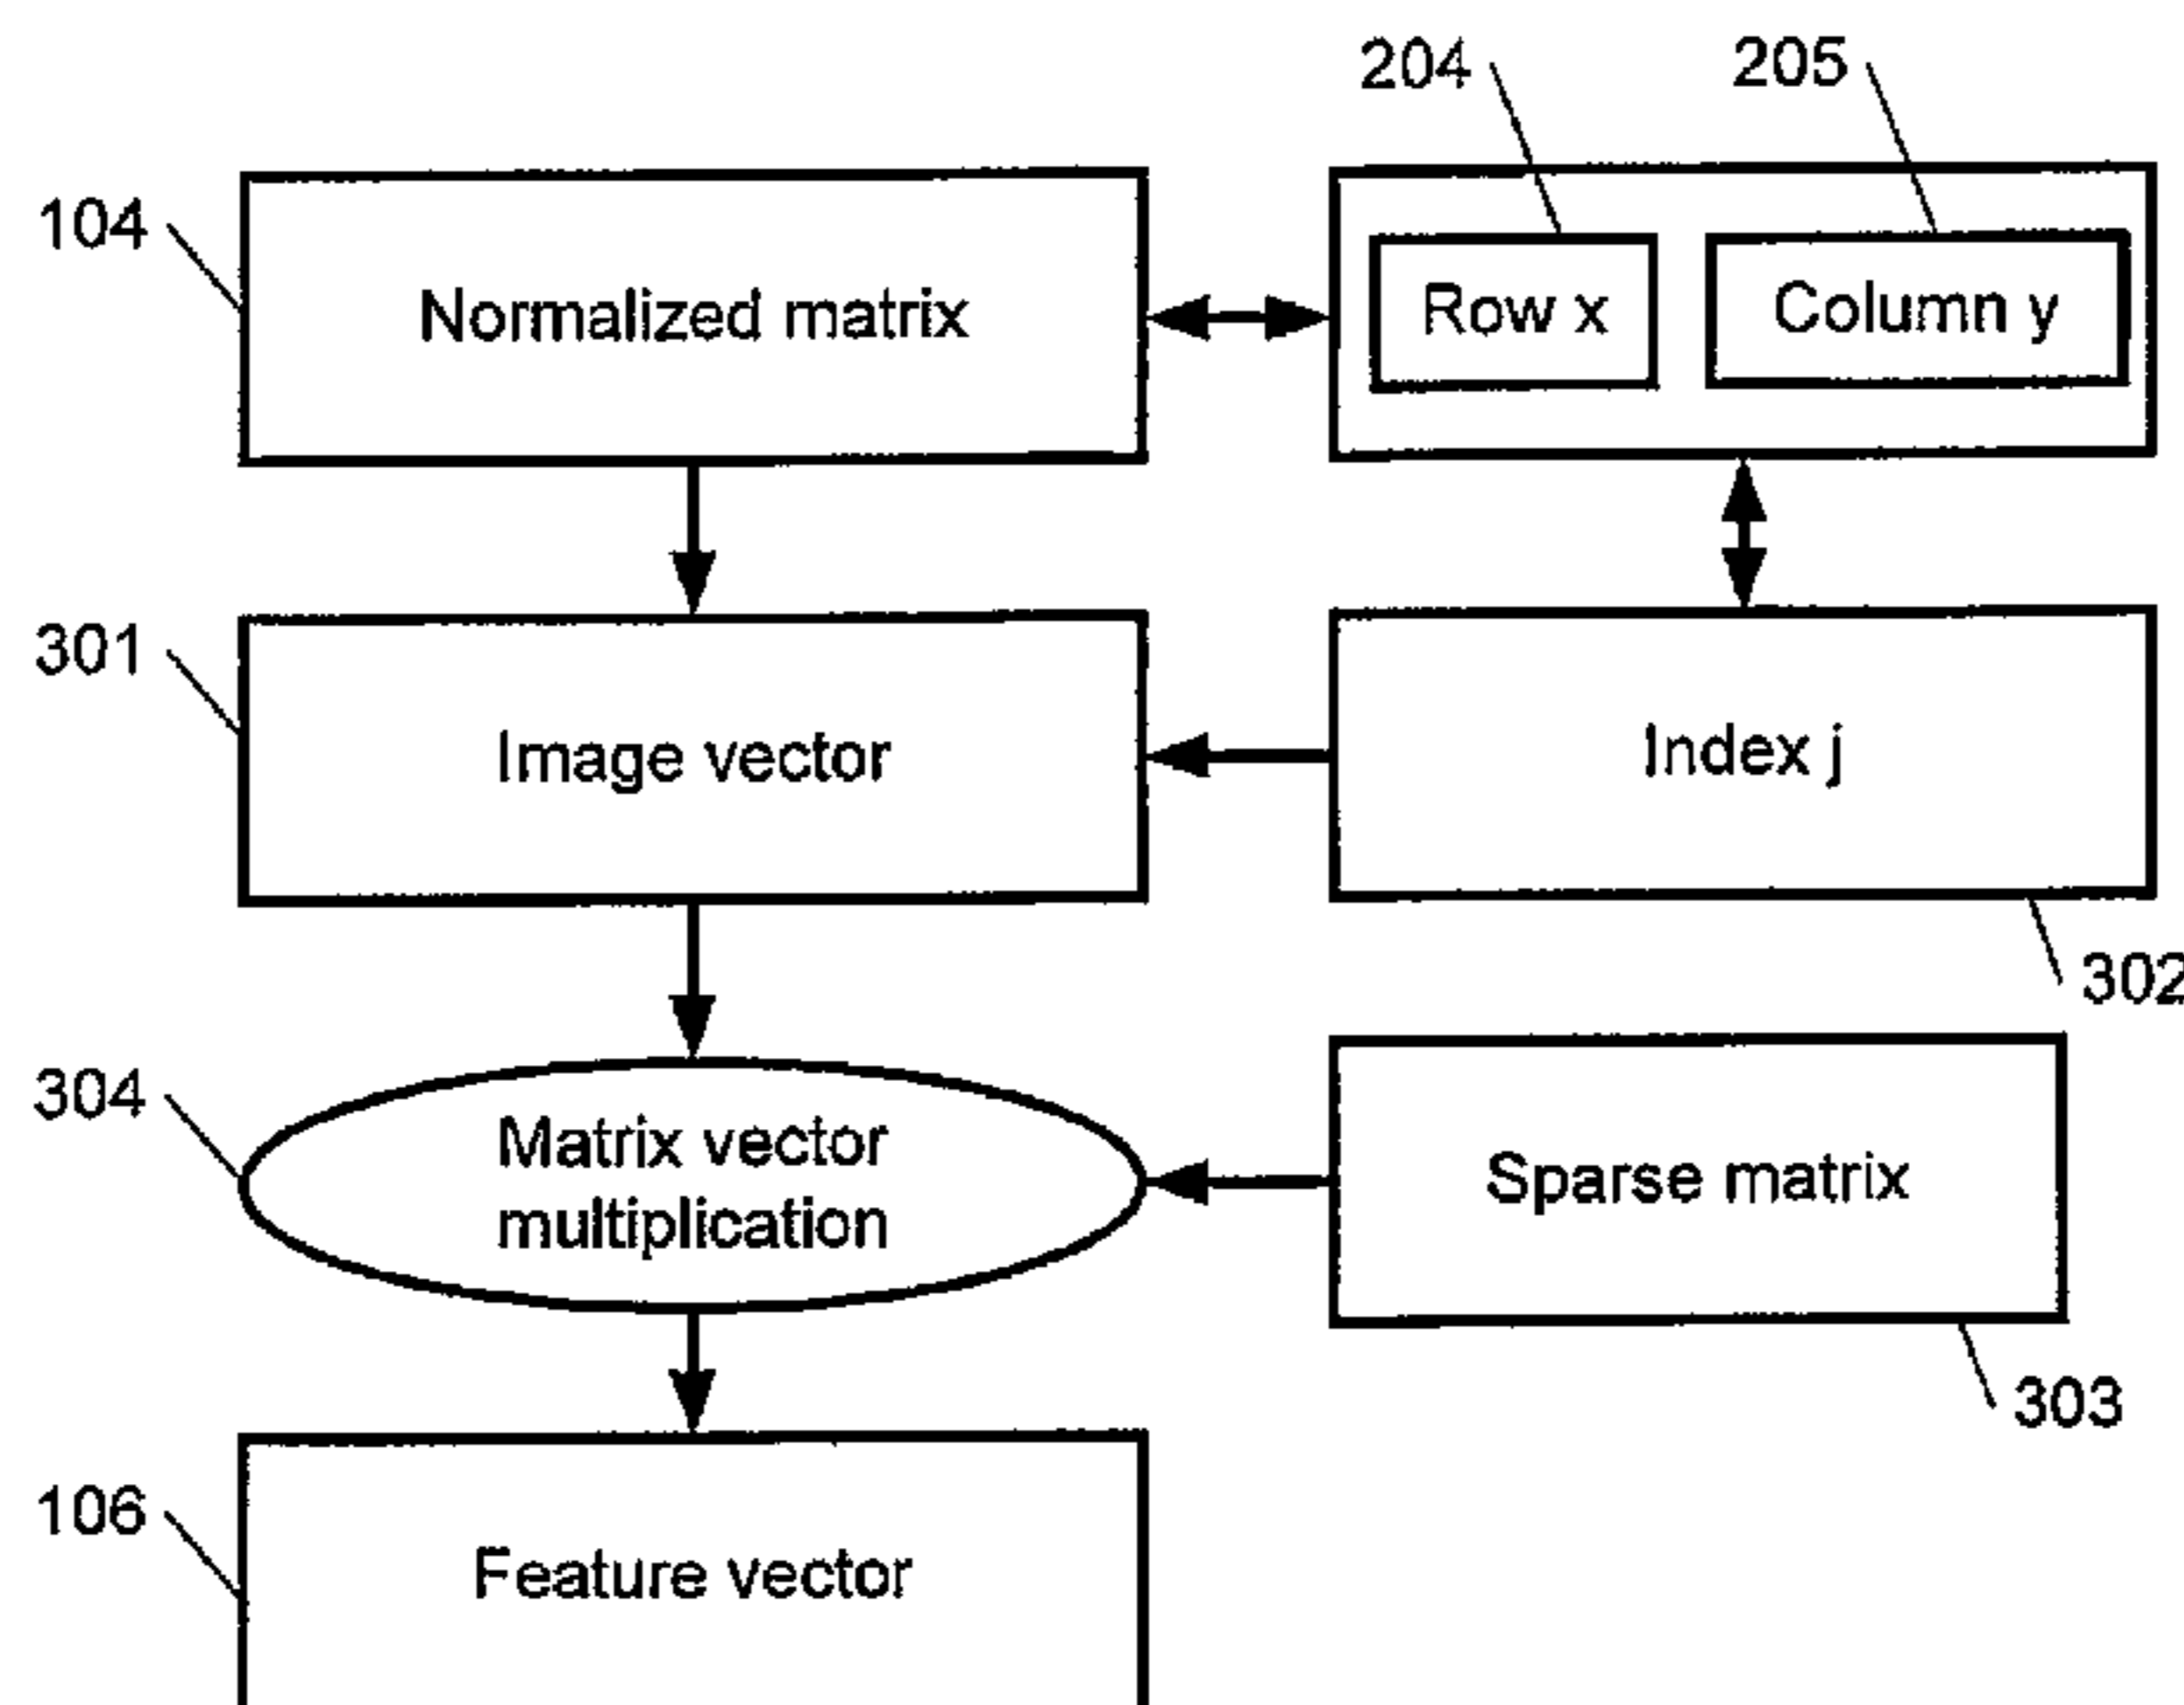 204
205
104
Normalized matrix
Row x
Column y
301
Image vector
Index j
302
304
Matrix vector
multiplication
Sparse matrix
303
106
Feature vector